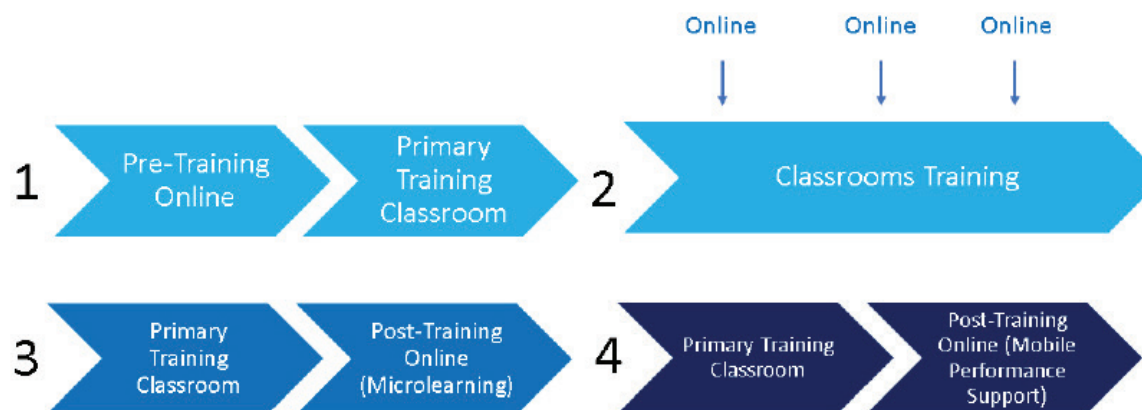 1
Pre-Training
Online
Primary
Training
Classroom
2
Online Online Online
Classrooms Training
3
Primary
Training
Classroom
Post-Training
Online
(Microlearning)
4
Primary Training
Classroom
Post-Training
Online (Mobile
Performance
Support)